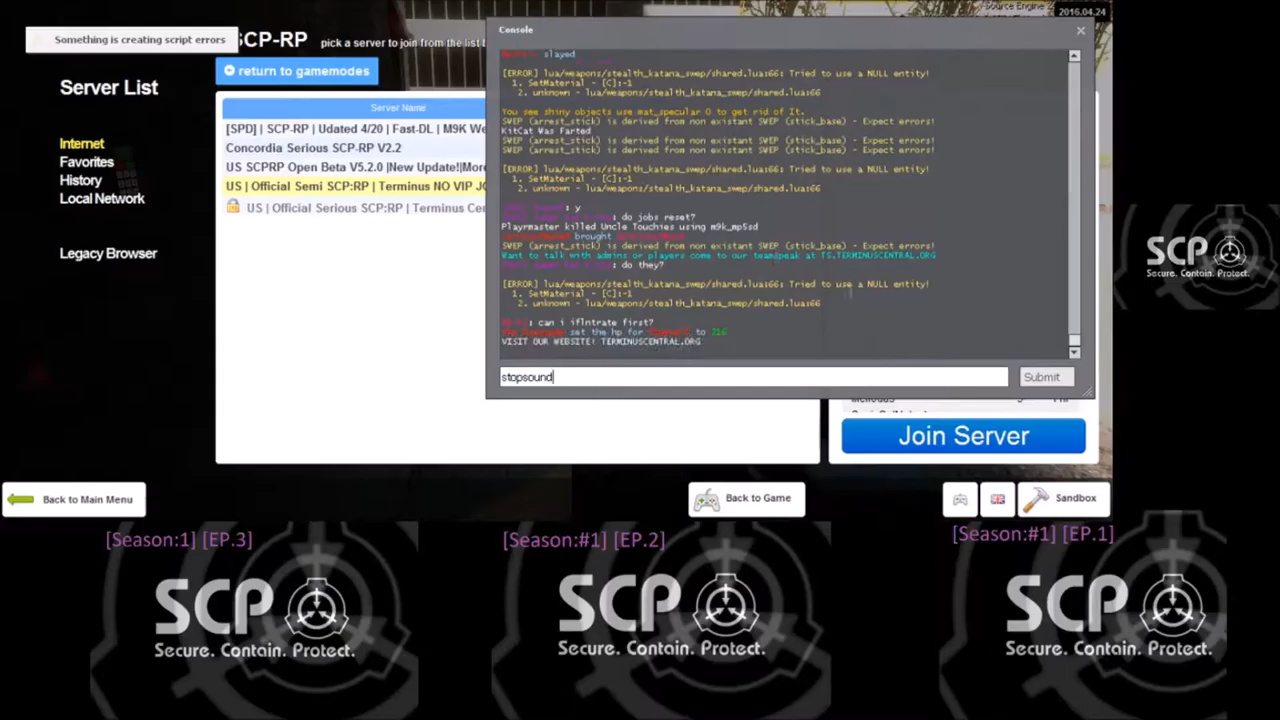 Source Engine 2
2016.04.24
Something is creating script errors
SCP-RP pick a server to join from the list b
Console
slayed
[ERROR] lua/weapons/stealth_katana_swep/shared.lua:66: Tried to use a NULL entity!
1. SetMaterial - [C]:-1
2. unknown - lua/weapons/stealth_katana_swep/shared.lua:66
You see shiny objects use mat_specular 0 to get rid of It.
SWEP (arrest_stick) is derived from non existant SWEP (stick_base) - Expect errors!
KitCat Was Farted
SWEP (arrest_stick) is derived from non existant SWEP (stick_base) - Expect errors!
SWEP (arrest_stick) is derived from non existant SWEP (stick_base) - Expect errors!
[ERROR] lua/weapons/stealth_katana_swep/shared.lua:66: Tried to use a NULL entity!
1. SetMaterial - [C]:-1
2. unknown - lua/weapons/stealth_katana_swep/shared.lua:66
: y
: do jobs reset?
Playrmaster killed Uncle Touchies using m9k_mp5sd
brought
SWEP (arrest_stick) is derived from non existant SWEP (stick_base) - Expect errors!
Want to talk with admins or players come to our teamspeak at TS.TERMINUSCENTRAL.ORG
: do they?
[ERROR] lua/weapons/stealth_katana_swep/shared.lua:66: Tried to use a NULL entity!
1. SetMaterial - [C]:-1
2. unknown - lua/weapons/stealth_katana_swep/shared.lua:66
: can i iflntrate first?
set the hp for to
VISIT OUR WEBSITE! TERMINUSCENTRAL.ORG
stopsound
Submit
return to gamemodes
Server List
Internet
Favorites
History
Local Network
Legacy Browser
Server Name
[SPD] | SCP-RP | Udated 4/20 | Fast-DL | M9K We
Concordia Serious SCP-RP V2.2
US SCPRP Open Beta V5.2.0 |New Update!|More
US | Official Semi SCP:RP | Terminus NO VIP JO
US | Official Serious SCP:RP | Terminus Cen
Join Server
SCP
Secure. Contain. Protect.
Back to Main Menu
Back to Game
Sandbox
[Season:1] [EP.3]
[Season:#1] [EP.2]
[Season:#1] [EP.1]
SCP
Secure. Contain. Protect.
SCP
Secure. Contain. Protect.
SCP
Secure. Contain. Protect.